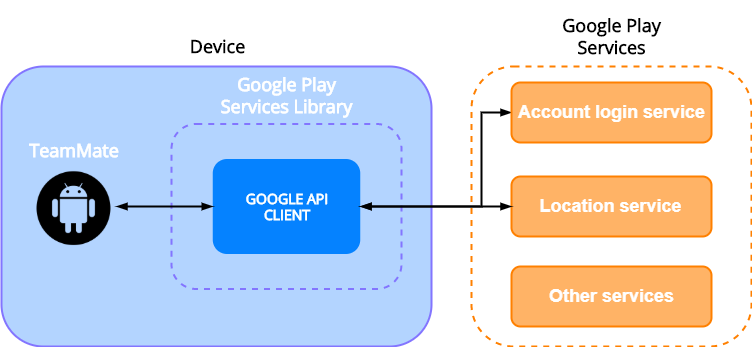 Device
Google Play
Services
Google Play
Services Library
TeamMate
GOOGLE API
CLIENT
Account login service
Location service
Other services